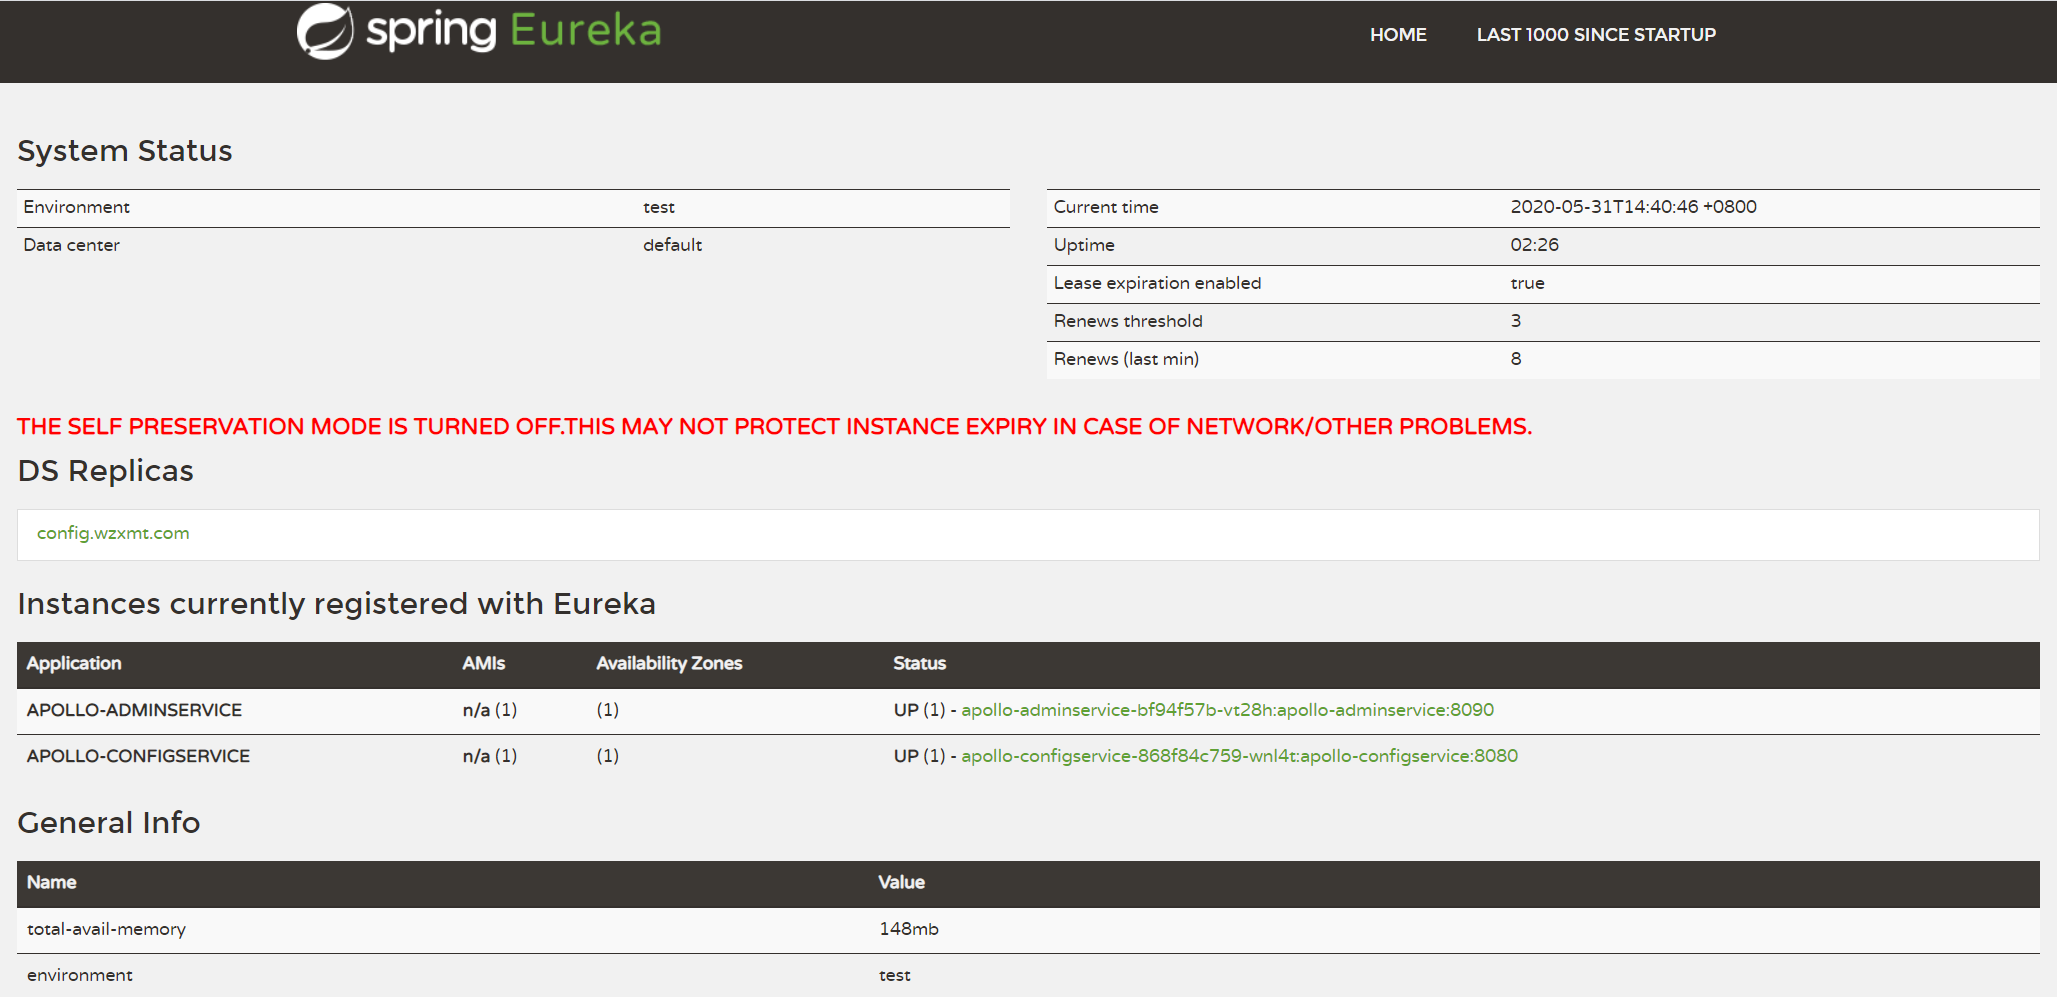 spring Eureka
HOME LAST 1000 SINCE STARTUP
System Status
Environment test
Data center default
Current time 2020-05-31T14:40:46 +0800
Uptime 02:26
Lease expiration enabled true
Renews threshold 3
Renews (last min) 8
THE SELF PRESERVATION MODE IS TURNED OFF.THIS MAY NOT PROTECT INSTANCE EXPIRY IN CASE OF NETWORK/OTHER PROBLEMS.
DS Replicas
config.wzxmt.com
Instances currently registered with Eureka
Application AMIs Availability Zones Status
APOLLO-ADMINSERVICE n/a (1) (1) UP (1) - apollo-adminservice-bf94f57b-vt28h:apollo-adminservice:8090
APOLLO-CONFIGSERVICE n/a (1) (1) UP (1) - apollo-configservice-868f84c759-wnl4t:apollo-configservice:8080
General Info
Name Value
total-avail-memory 148mb
environment test